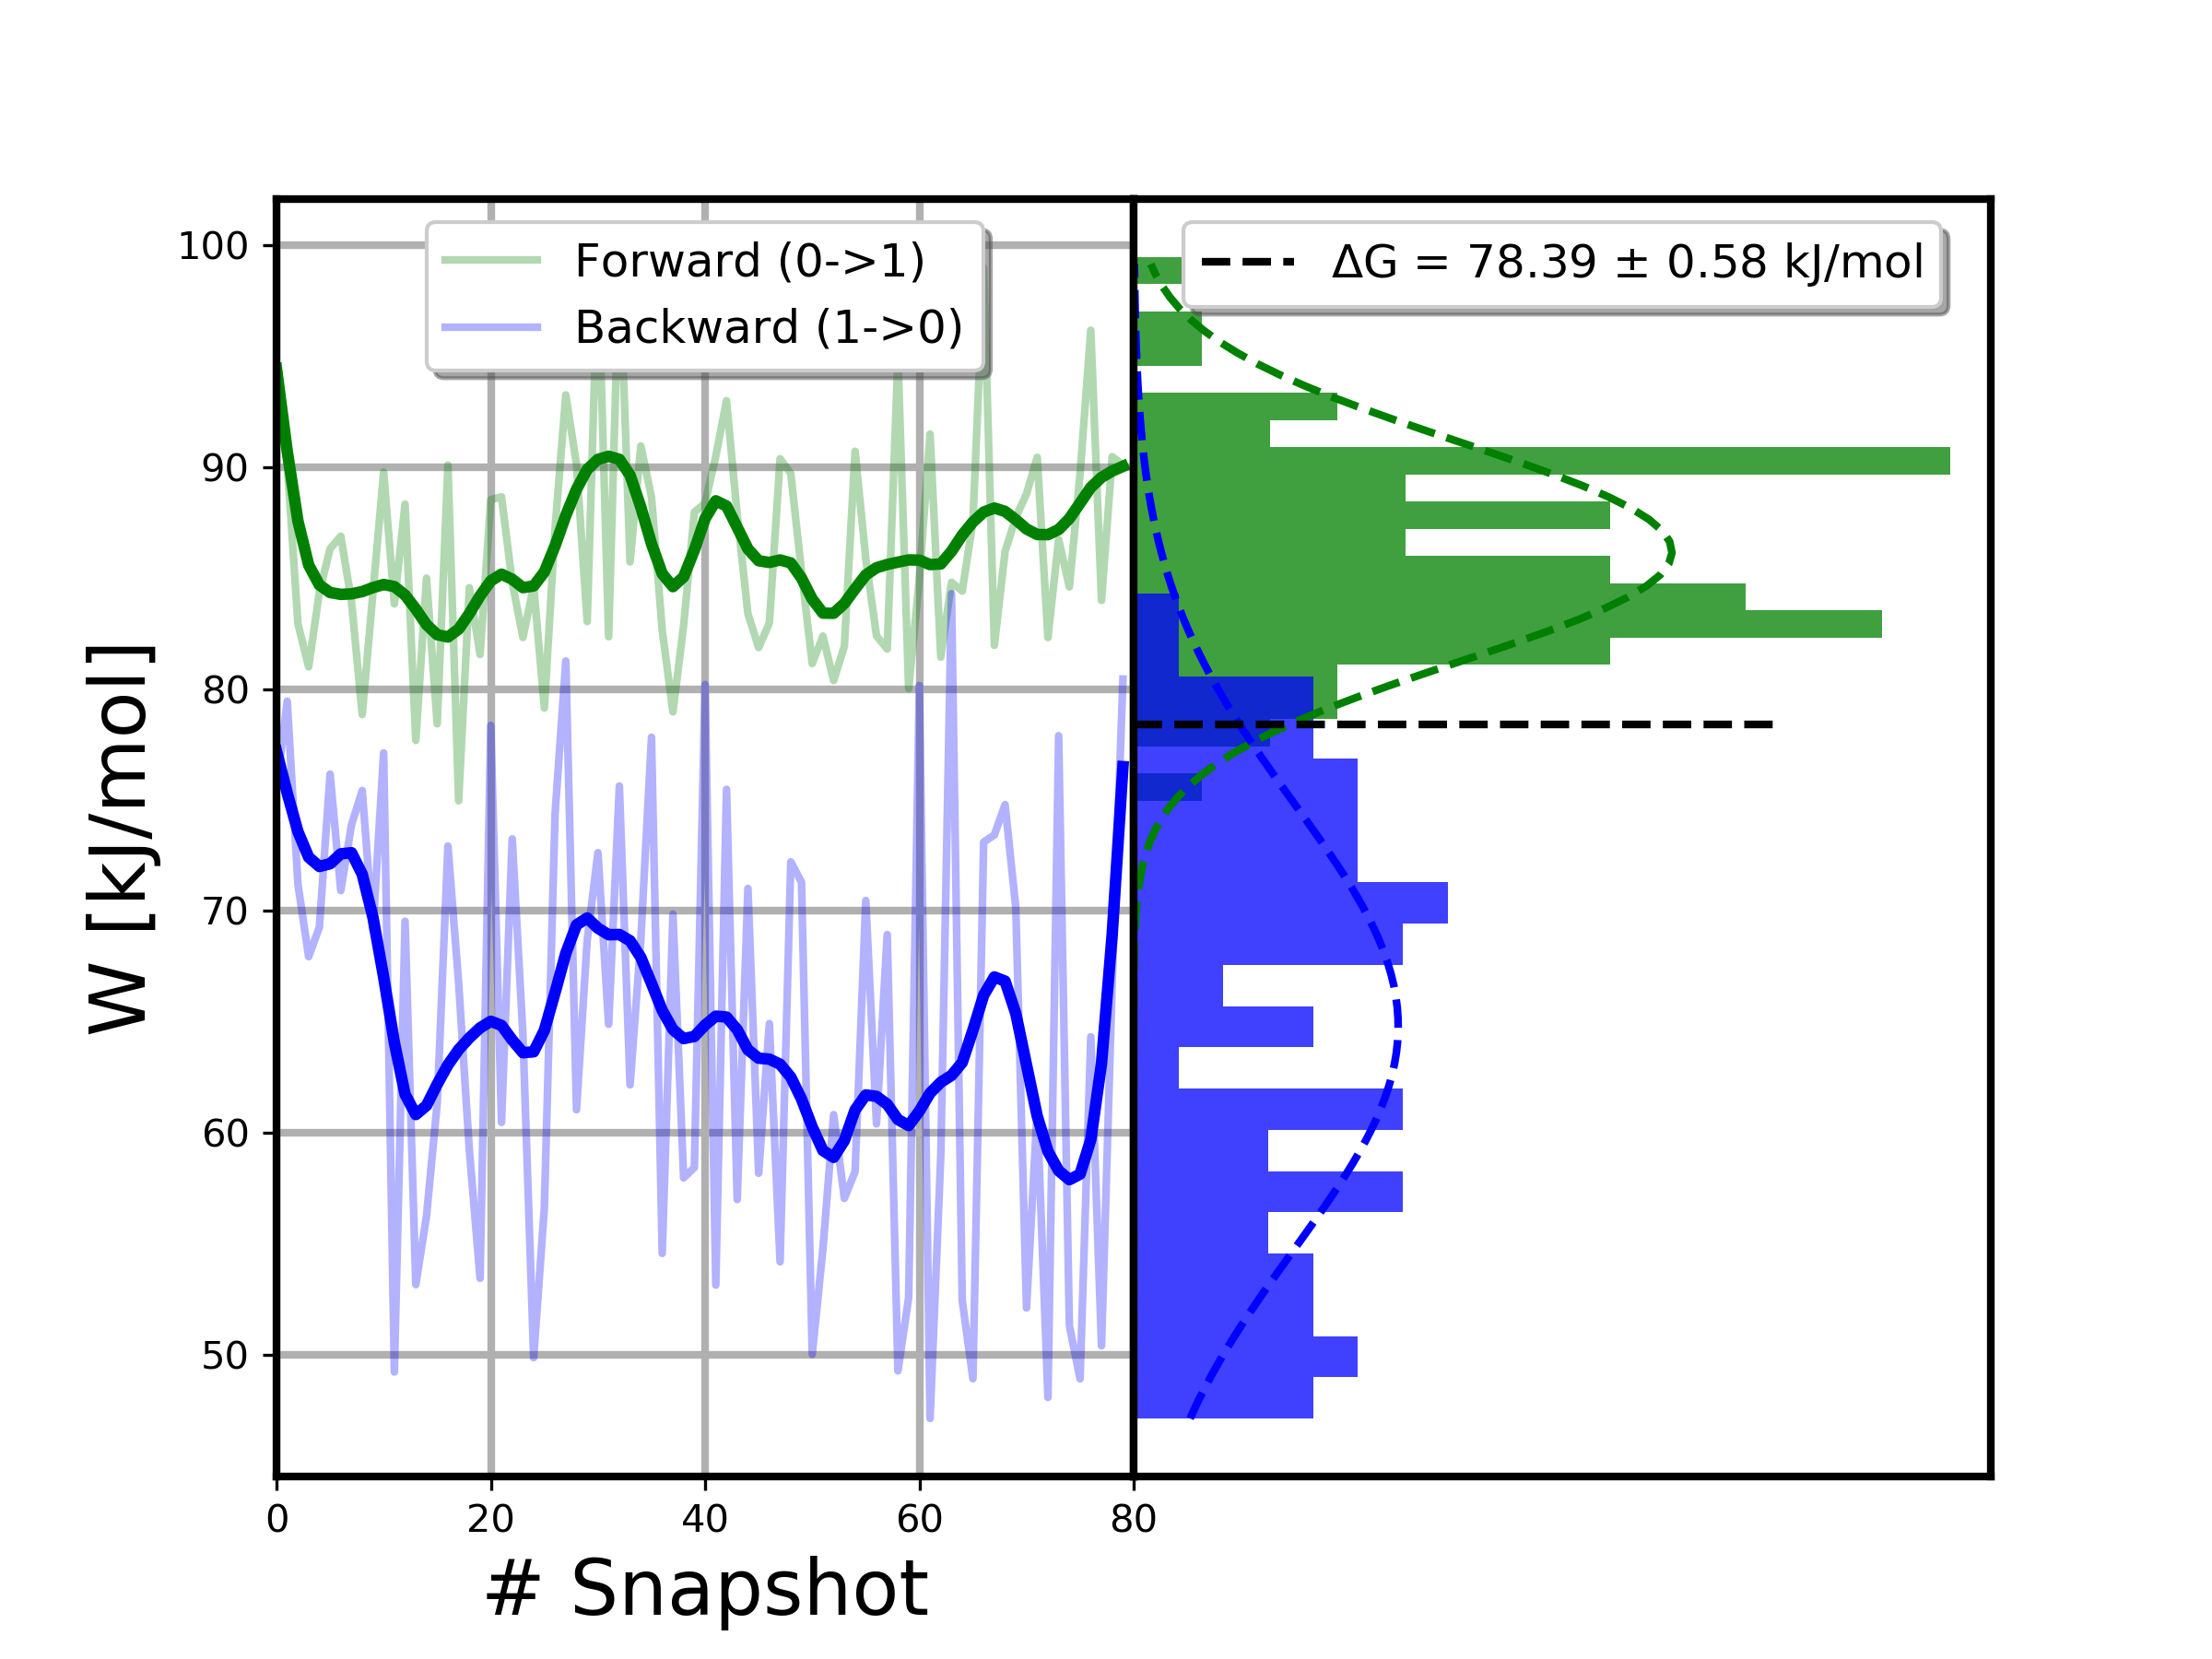 Forward (0->1)
Backward (1->0)
ΔG = 78.39 ± 0.58 kJ/mol
100
90
80
70
60
50
W [kJ/mol]
0
20
40
60
80
# Snapshot